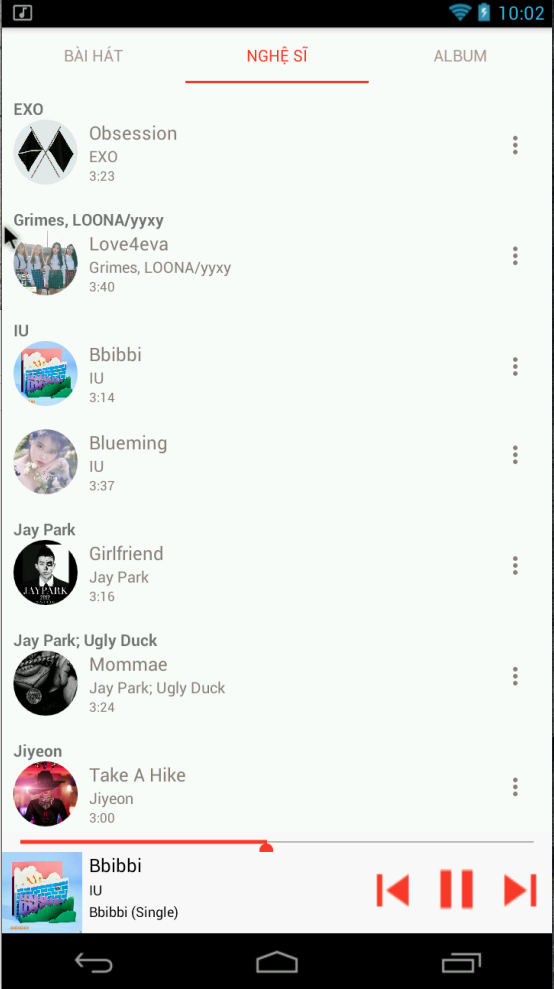 10:02
BÀI HÁT NGHỆ SĨ ALBUM
EXO
Obsession
EXO
3:23
Grimes, LOONA/yyxy
Love4eva
Grimes, LOONA/yyxy
3:40
IU
Bbibbi
IU
3:14
Blueming
IU
3:37
Jay Park
Girlfriend
JAYPARK
Jay Park
3:16
Jay Park; Ugly Duck
Mommae
Jay Park; Ugly Duck
3:24
Jiyeon
Take A Hike
Jiyeon
3:00
Bbibbi
IU
Bbibbi (Single)